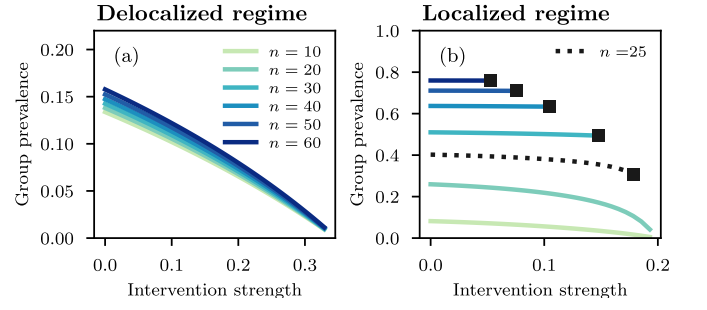 Delocalized regime
Localized regime
Group prevalence
0.20
0.15
0.10
0.05
0.00
(a)
n = 10
n = 20
n = 30
n = 40
n = 50
n = 60
0.0 0.1 0.2 0.3
Intervention strength
Group prevalence
1.0
0.8
0.6
0.4
0.2
0.0
(b)
n =25
0.0 0.1 0.2
Intervention strength